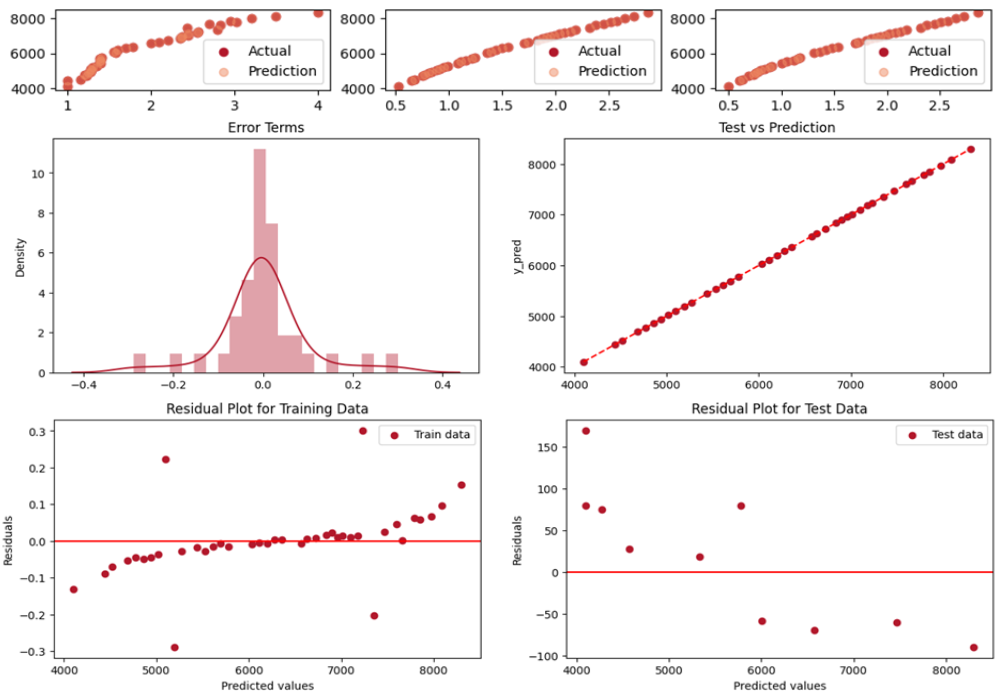 8000
6000
4000
Actual
Prediction
1 2 3 4
8000
6000
4000
Actual
Prediction
0.5 1.0 1.5 2.0 2.5
8000
6000
4000
Actual
Prediction
0.5 1.0 1.5 2.0 2.5
Error Terms
Density
10
8
6
4
2
0
−0.4 −0.2 0.0 0.2 0.4
Test vs Prediction
y_pred
8000
7000
6000
5000
4000
4000 5000 6000 7000 8000
Residual Plot for Training Data
Residuals
0.3
0.2
0.1
0.0
−0.1
−0.2
−0.3
Train data
4000 5000 6000 7000 8000
Predicted values
Residual Plot for Test Data
Residuals
150
100
50
0
−50
−100
Test data
4000 5000 6000 7000 8000
Predicted values